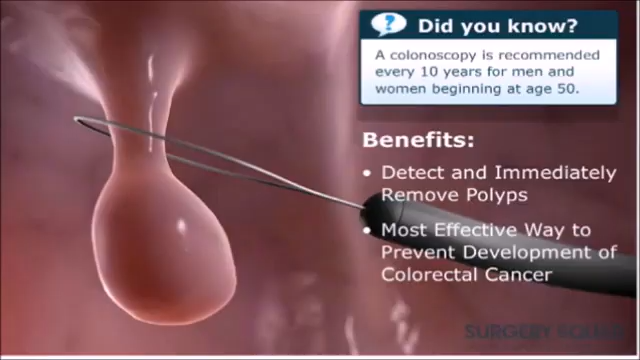 Did you know?
A colonoscopy is recommended
every 10 years for men and
women beginning at age 50.
Benefits:
• Detect and Immediately
Remove Polyps
• Most Effective Way to
Prevent Development of
Colorectal Cancer
SURGERY